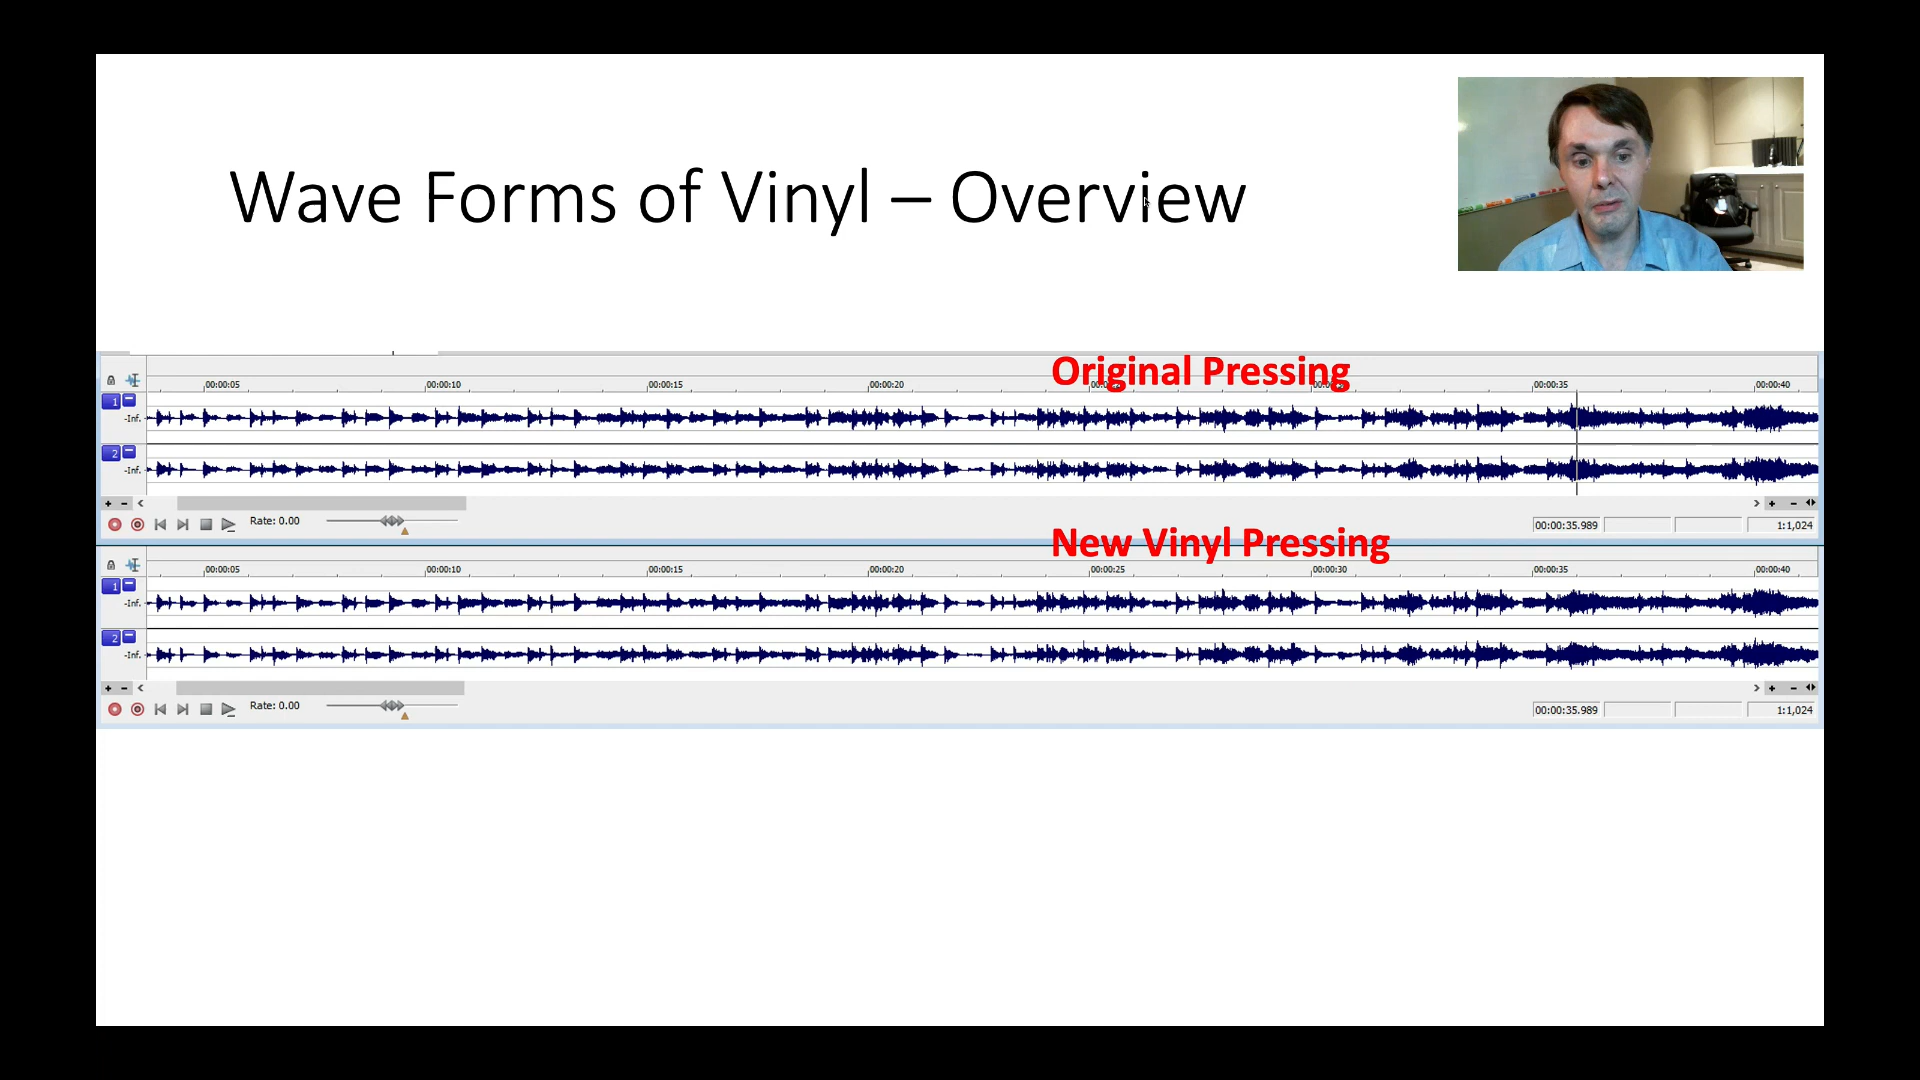 Wave Forms of Vinyl – Overview
Original Pressing
00:00:05 00:00:10 00:00:15 00:00:20 00:00:35 00:00:40
1
-Inf.
2
-Inf.
Rate: 0.00 00:00:35.989 1:1,024
New Vinyl Pressing
00:00:05 00:00:10 00:00:15 00:00:20 00:00:25 00:00:30 00:00:35 00:00:40
1
-Inf.
2
-Inf.
Rate: 0.00 00:00:35.989 1:1,024